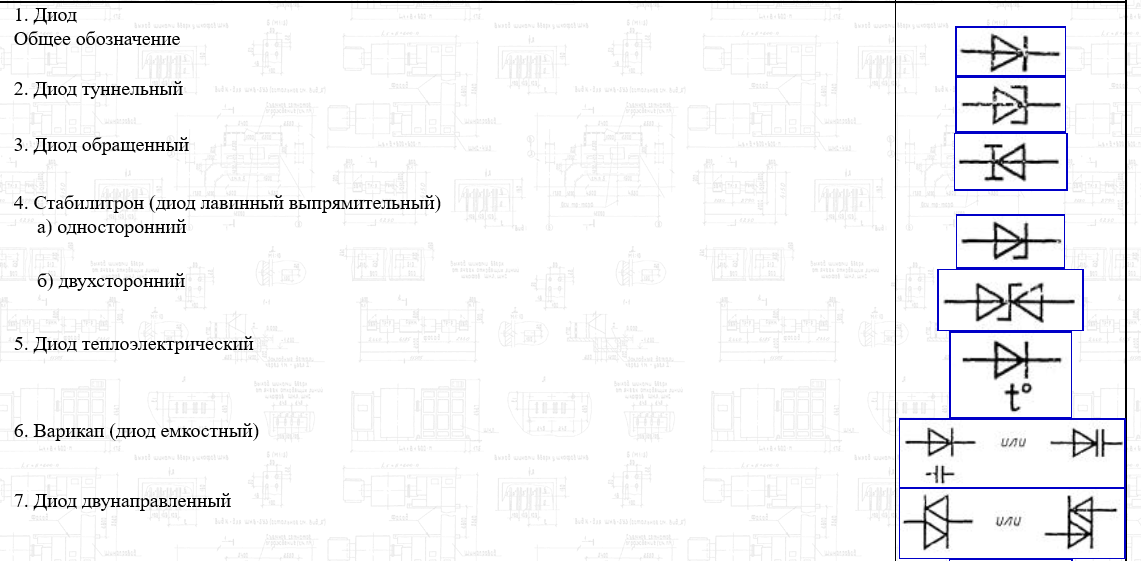 1. Диод
Общее обозначение
2. Диод туннельный
3. Диод обращенный
4. Стабилитрон (диод лавинный выпрямительный)
а) односторонний
б) двухсторонний
5. Диод теплоэлектрический
t°
6. Варикап (диод емкостный)
или
7. Диод двунаправленный
или